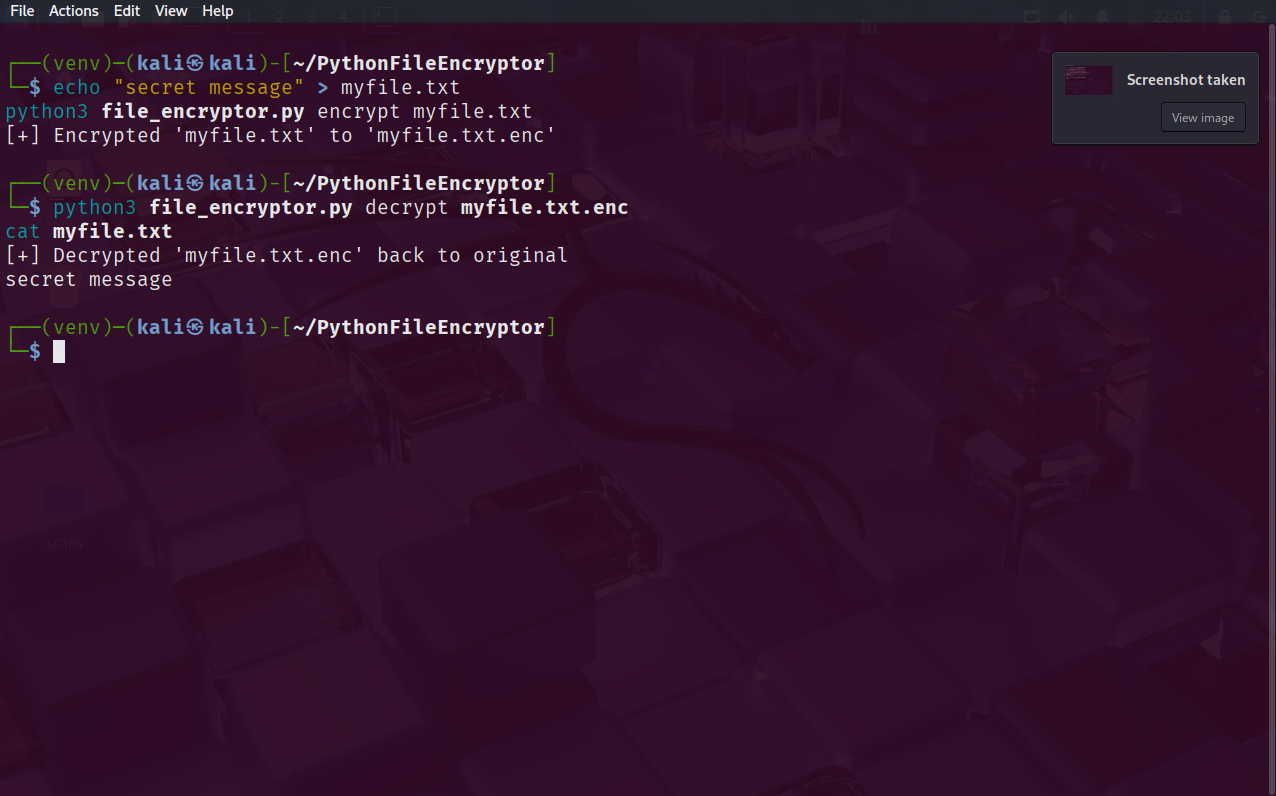 File Actions Edit View Help
22:03
┌──(venv)─(kali㉿kali)-[~/PythonFileEncryptor]
└─$ echo "secret message" > myfile.txt
python3 file_encryptor.py encrypt myfile.txt
[+] Encrypted 'myfile.txt' to 'myfile.txt.enc'
Screenshot taken
View image
┌──(venv)─(kali㉿kali)-[~/PythonFileEncryptor]
└─$ python3 file_encryptor.py decrypt myfile.txt.enc
cat myfile.txt
[+] Decrypted 'myfile.txt.enc' back to original
secret message
┌──(venv)─(kali㉿kali)-[~/PythonFileEncryptor]
└─$
scans